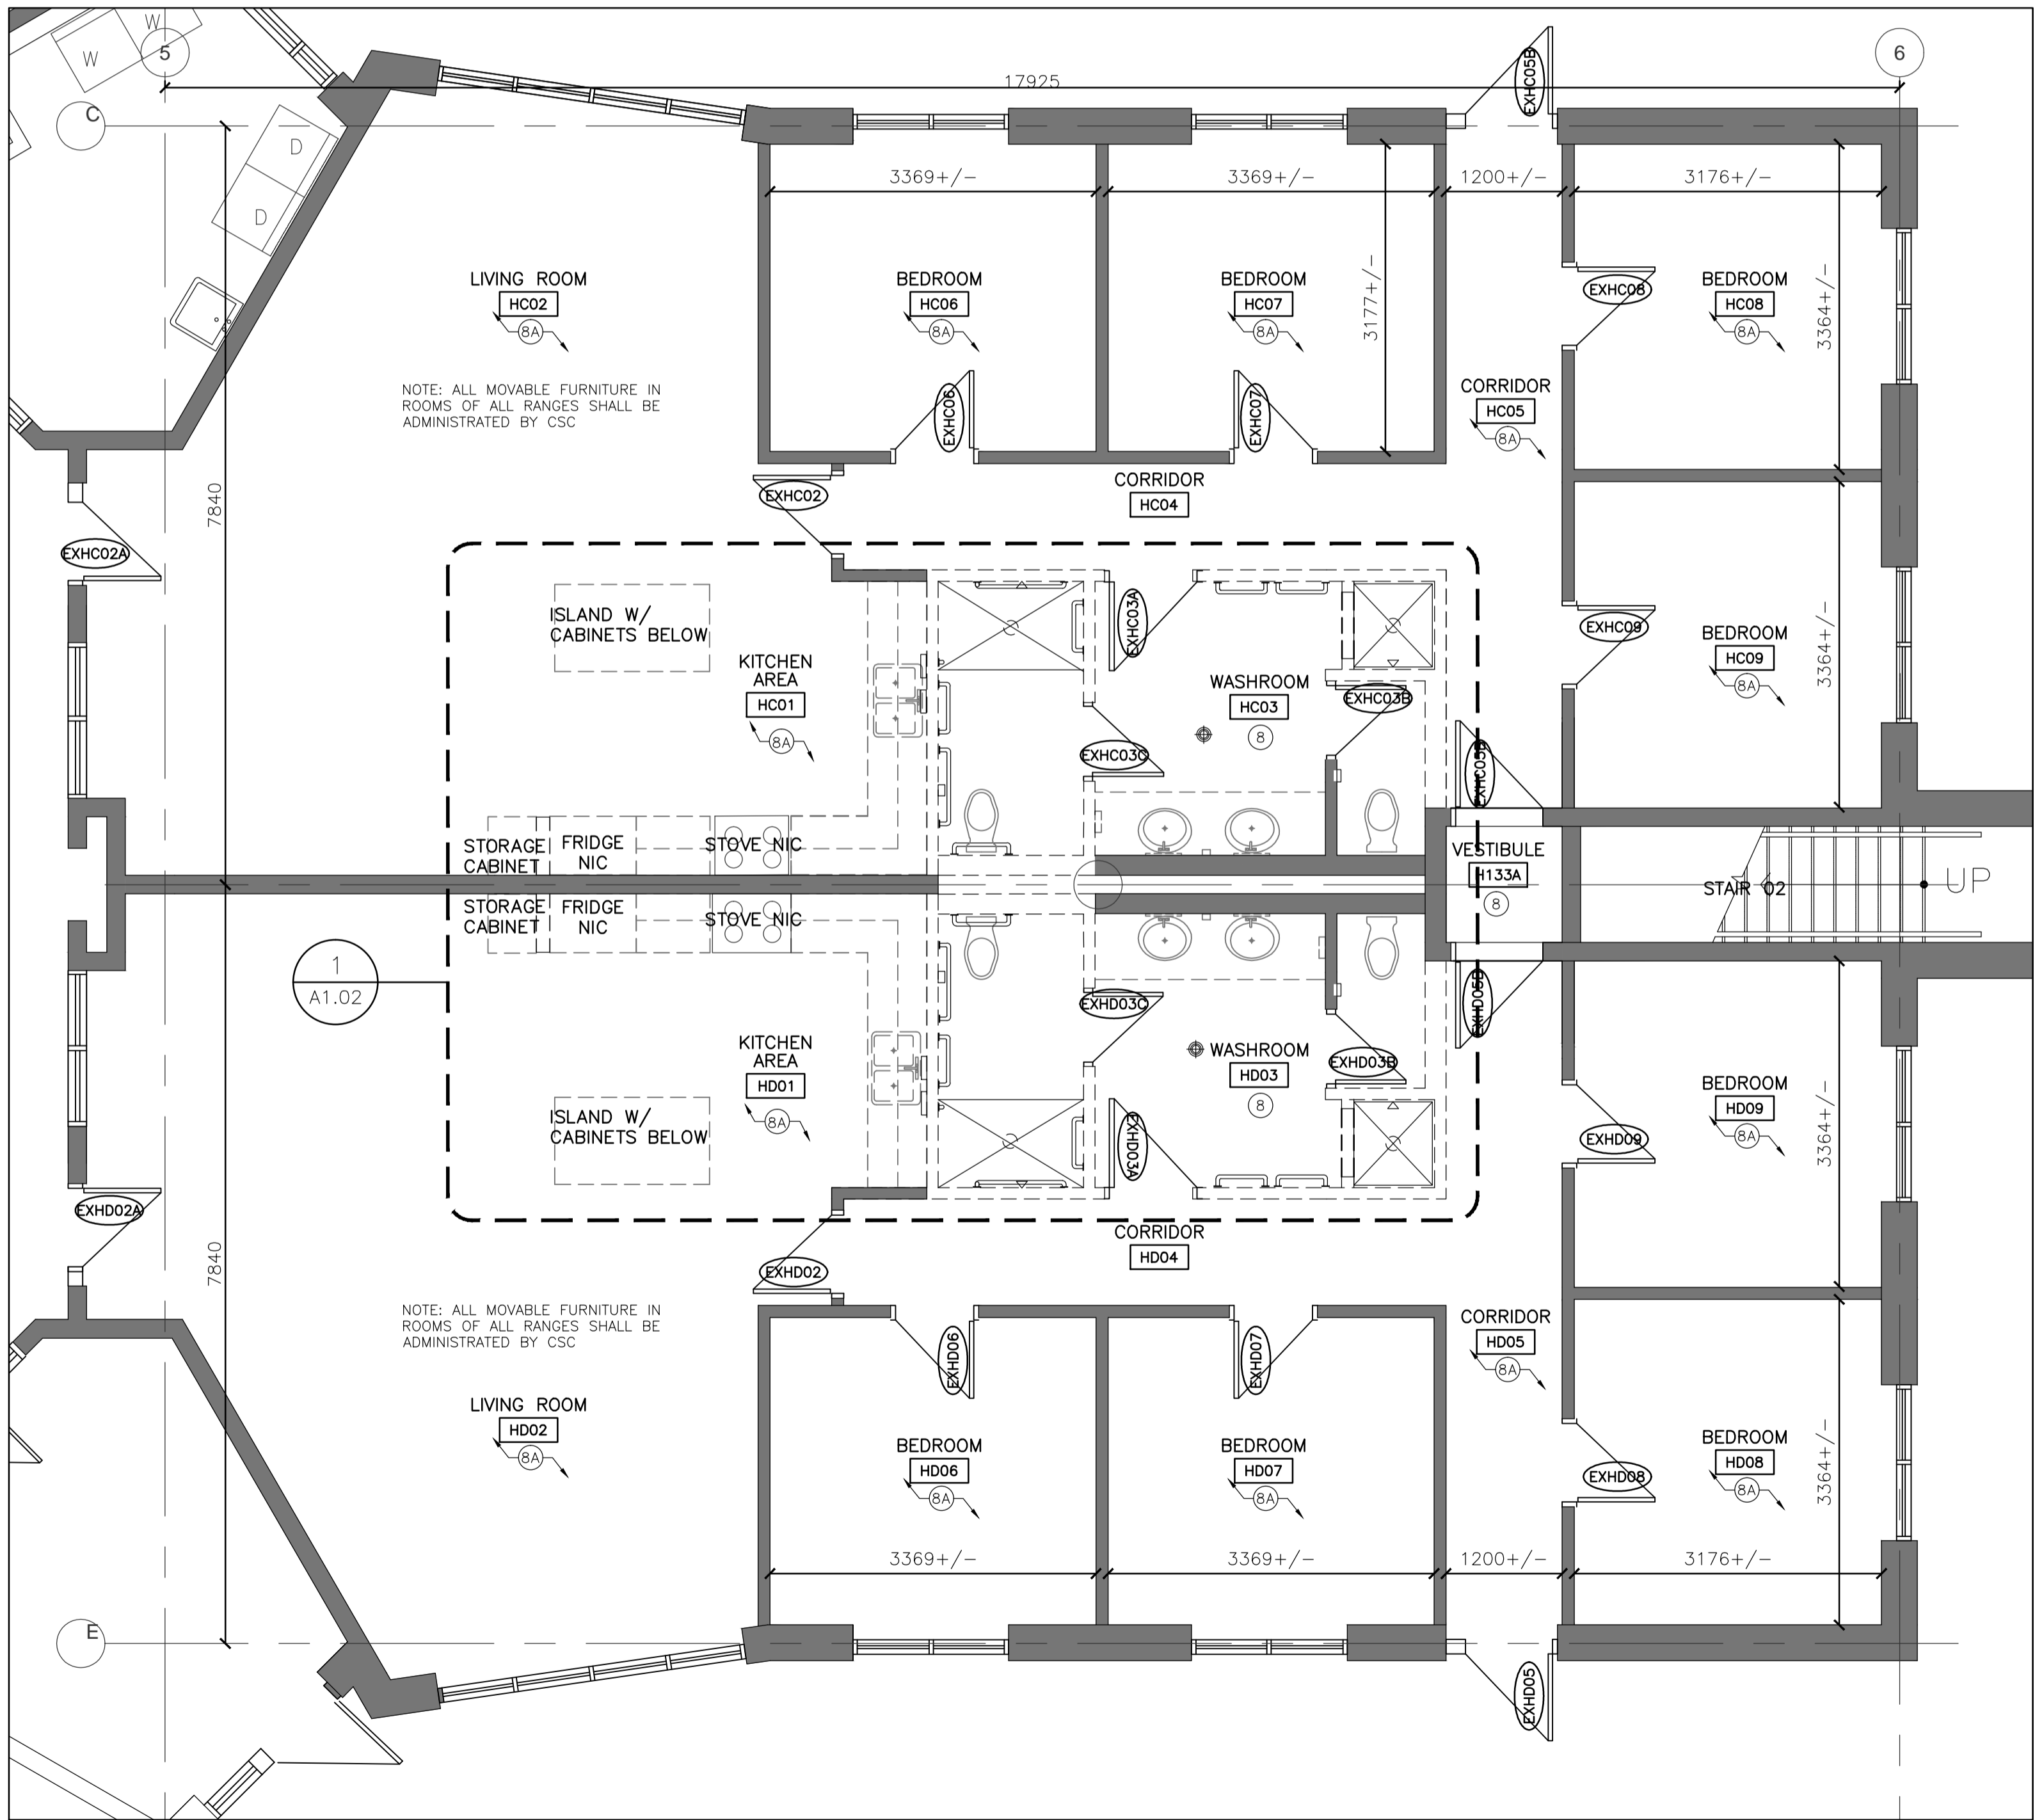 W
W
5
6
17925
EXHC05B
C
D
D
3369+/-
3369+/-
1200+/-
3176+/-
LIVING ROOM
HC02
8A
BEDROOM
HC06
8A
BEDROOM
HC07
8A
3177+/-
EXHC08
BEDROOM
HC08
8A
3364+/-
NOTE: ALL MOVABLE FURNITURE IN
ROOMS OF ALL RANGES SHALL BE
ADMINISTRATED BY CSC
EXHC06
EXHC07
CORRIDOR
HC05
8A
7840
EXHC02
CORRIDOR
HC04
EXHC02A
ISLAND W/
CABINETS BELOW
EXHC03A
EXHC09
BEDROOM
HC09
8A
3364+/-
KITCHEN
AREA
HC01
8A
WASHROOM
HC03
8
EXHC03B
EXHC03C
EXHC05B
STORAGE
CABINET
FRIDGE
NIC
STOVE NIC
VESTIBULE
H133A
8
STAIR 02
UP
STORAGE
CABINET
FRIDGE
NIC
STOVE NIC
1
A1.02
EXHD03C
EXHD05B
KITCHEN
AREA
HD01
8A
WASHROOM
HD03
8
EXHD03B
BEDROOM
HD09
8A
3364+/-
ISLAND W/
CABINETS BELOW
EXHD03A
EXHD09
EXHD02A
7840
EXHD02
CORRIDOR
HD04
NOTE: ALL MOVABLE FURNITURE IN
ROOMS OF ALL RANGES SHALL BE
ADMINISTRATED BY CSC
EXHD06
EXHD07
CORRIDOR
HD05
8A
LIVING ROOM
HD02
8A
BEDROOM
HD06
8A
BEDROOM
HD07
8A
EXHD08
BEDROOM
HD08
8A
3364+/-
3369+/-
3369+/-
1200+/-
3176+/-
E
EXHD05